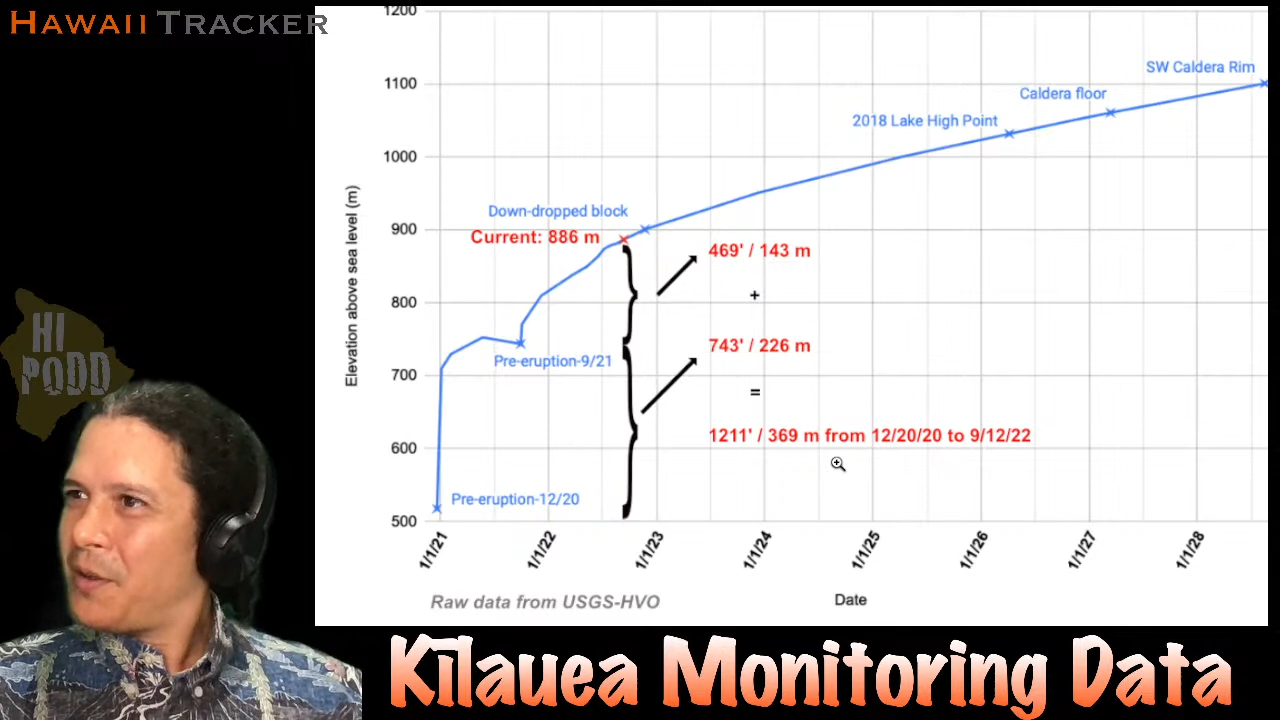 HAWAII TRACKER
1200
SW Caldera Rim
1100
Caldera floor
2018 Lake High Point
1000
Down-dropped block
900
Current: 886 m
469' / 143 m
+
800
Elevation above sea level (m)
743' / 226 m
Pre-eruption-9/21
700
=
HI
PODD
1211' / 369 m from 12/20/20 to 9/12/22
600
Pre-eruption-12/20
500
1/1/21
1/1/22
1/1/23
1/1/24
1/1/25
1/1/26
1/1/27
1/1/28
Date
Raw data from USGS-HVO
Kīlauea Monitoring Data